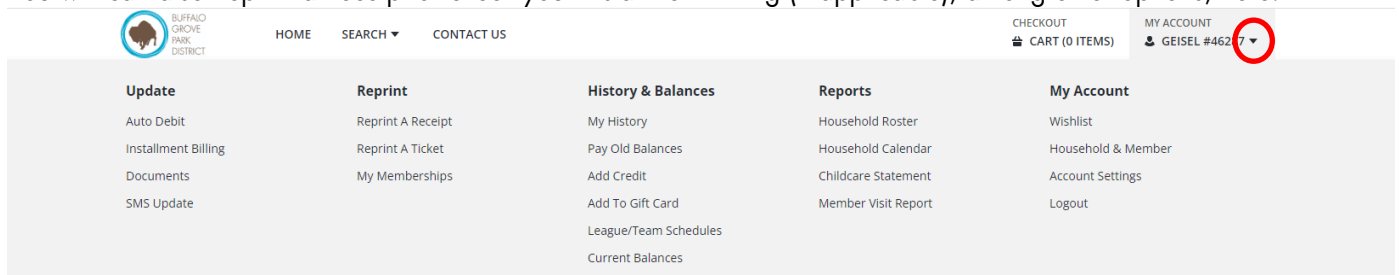 BUFFALO
GROVE
PARK
DISTRICT
HOME SEARCH ▼ CONTACT US
CHECKOUT
CART (0 ITEMS)
MY ACCOUNT
GEISEL #46287 ▼
Update
Auto Debit
Installment Billing
Documents
SMS Update
Reprint
Reprint A Receipt
Reprint A Ticket
My Memberships
History & Balances
My History
Pay Old Balances
Add Credit
Add To Gift Card
League/Team Schedules
Current Balances
Reports
Household Roster
Household Calendar
Childcare Statement
Member Visit Report
My Account
Wishlist
Household & Member
Account Settings
Logout